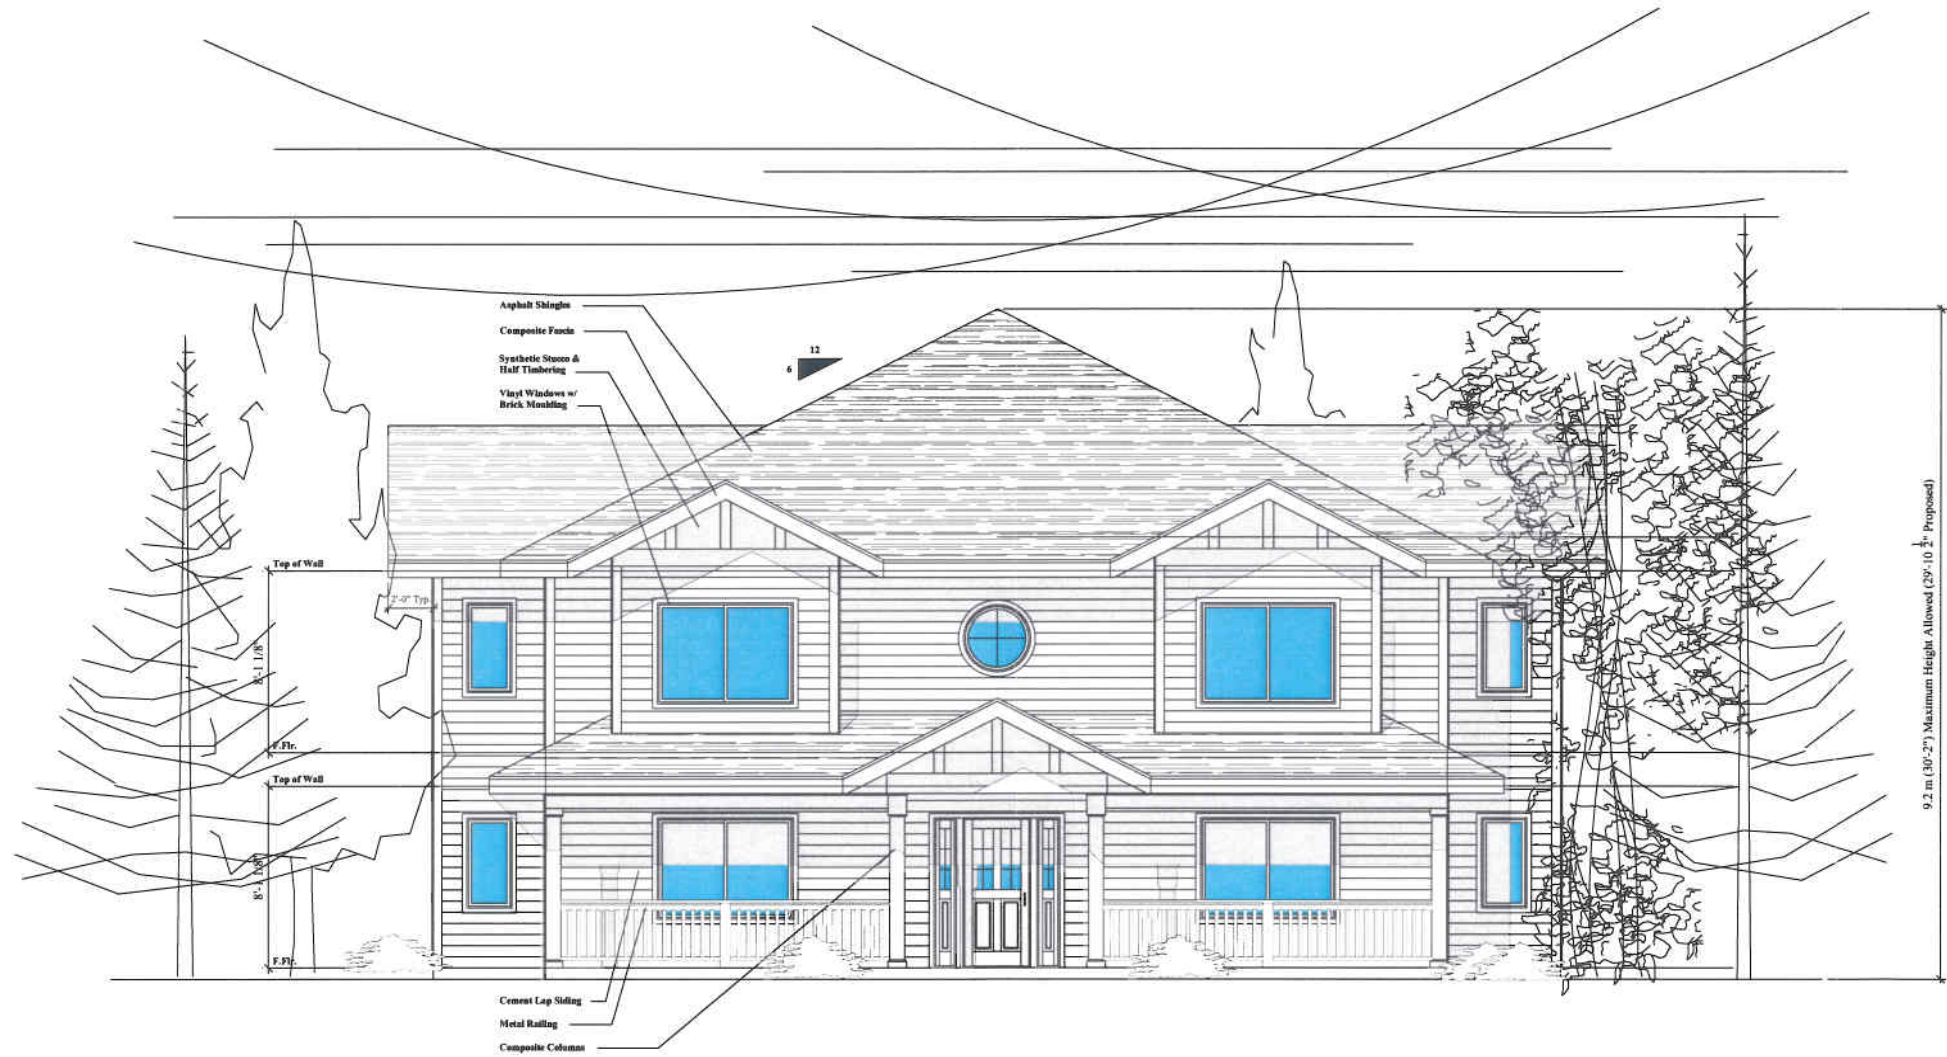 Asphalt Shingles
Composite Fascia
Synthetic Stucco &
Half Timbering
Vinyl Windows w/
Brick Moulding
12
6
Top of Wall
2'-0" Typ.
8'-1 1/8"
F.Flr.
Top of Wall
8'-1 1/8"
F.Flr.
Cement Lap Siding
Metal Railing
Composite Columns
9.2 m (30'-2") Maximum Height Allowed (29'-10 1/2" Proposed)